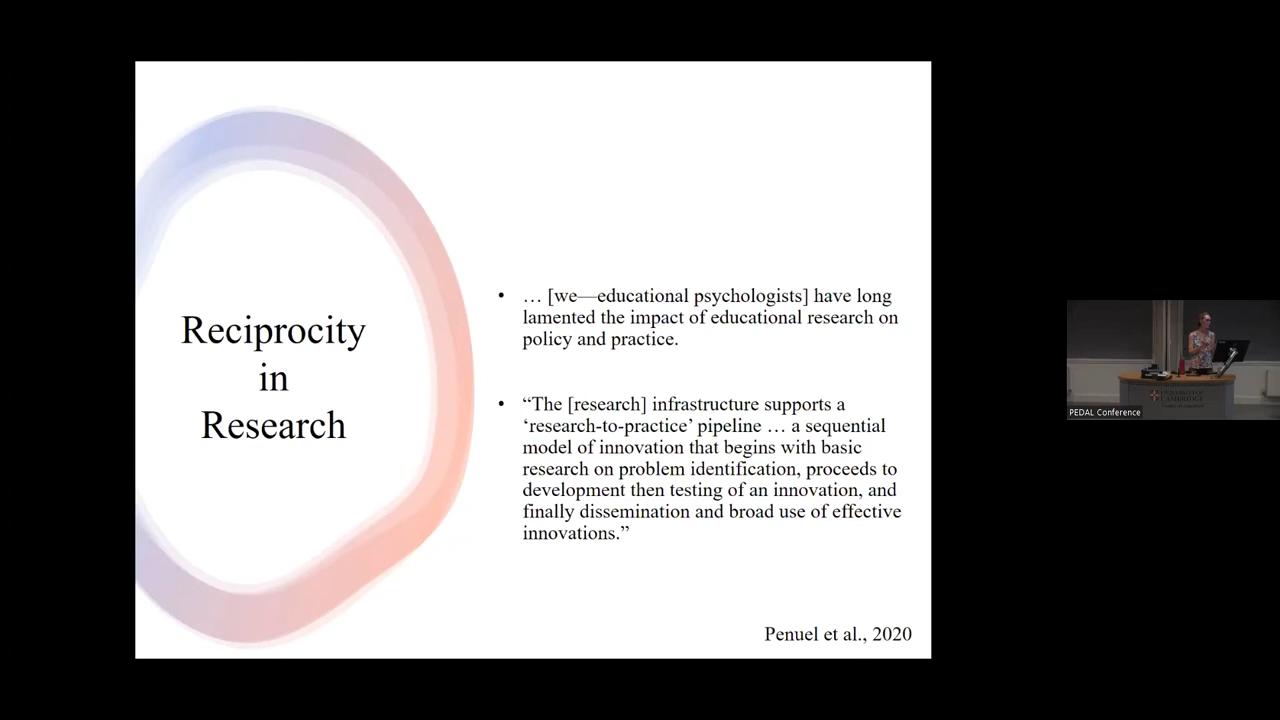 Reciprocity
in
Research
• … [we—educational psychologists] have long
lamented the impact of educational research on
policy and practice.
• “The [research] infrastructure supports a
‘research-to-practice’ pipeline … a sequential
model of innovation that begins with basic
research on problem identification, proceeds to
development then testing of an innovation, and
finally dissemination and broad use of effective
innovations.”
Penuel et al., 2020
CAMBRIDGE
PEDAL Conference